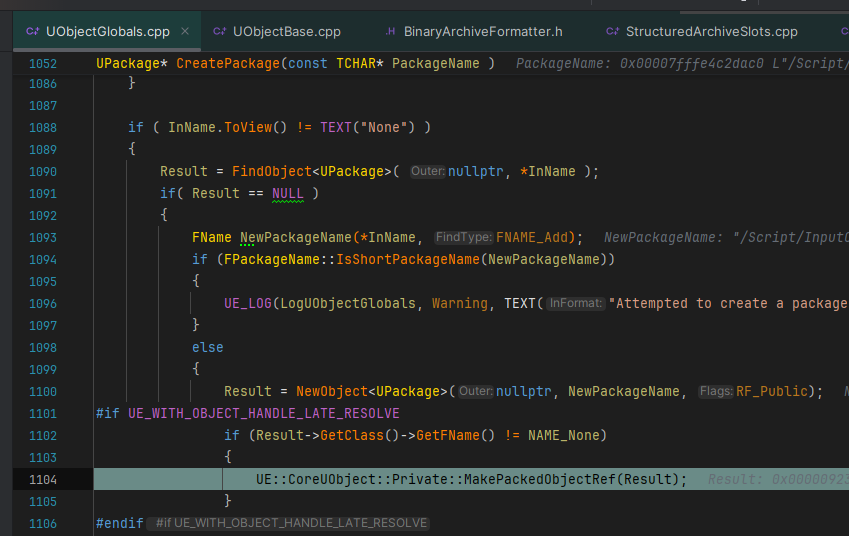 UObjectGlobals.cpp × UObjectBase.cpp .H BinaryArchiveFormatter.h StructuredArchiveSlots.cpp
1052 UPackage* CreatePackage(const TCHAR* PackageName ) PackageName: 0x00007fffe4c2dac0 L"/Script/
1086 }
1087
1088 if ( InName.ToView() != TEXT("None") )
1089 {
1090 Result = FindObject<UPackage>( Outer: nullptr, *InName );
1091 if( Result == NULL )
1092 {
1093 FName NewPackageName(*InName, FindType: FNAME_Add); NewPackageName: "/Script/Input
1094 if (FPackageName::IsShortPackageName(NewPackageName))
1095 {
1096 UE_LOG(LogUObjectGlobals, Warning, TEXT( InFormat: "Attempted to create a package
1097 }
1098 else
1099 {
1100 Result = NewObject<UPackage>( Outer: nullptr, NewPackageName, Flags: RF_Public);
1101 #if UE_WITH_OBJECT_HANDLE_LATE_RESOLVE
1102 if (Result->GetClass()->GetFName() != NAME_None)
1103 {
1104 UE::CoreUObject::Private::MakePackedObjectRef(Result); Result: 0x00000923
1105 }
1106 #endif #if UE_WITH_OBJECT_HANDLE_LATE_RESOLVE